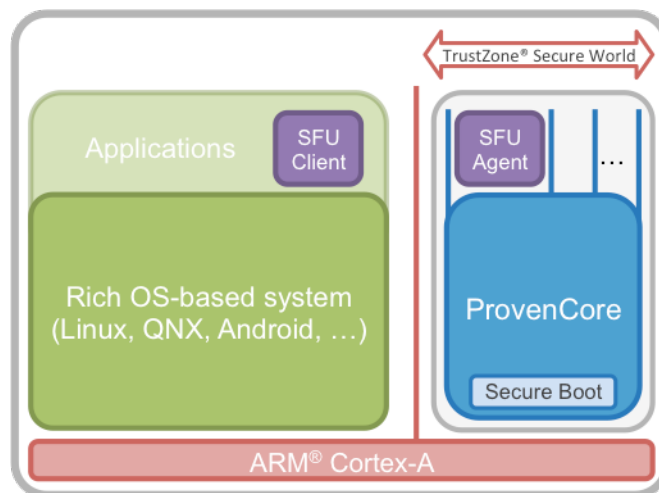 TrustZone® Secure World
Applications
SFU
Client
SFU
Agent
...
Rich OS-based system
(Linux, QNX, Android, ...)
ProvenCore
Secure Boot
ARM® Cortex-A